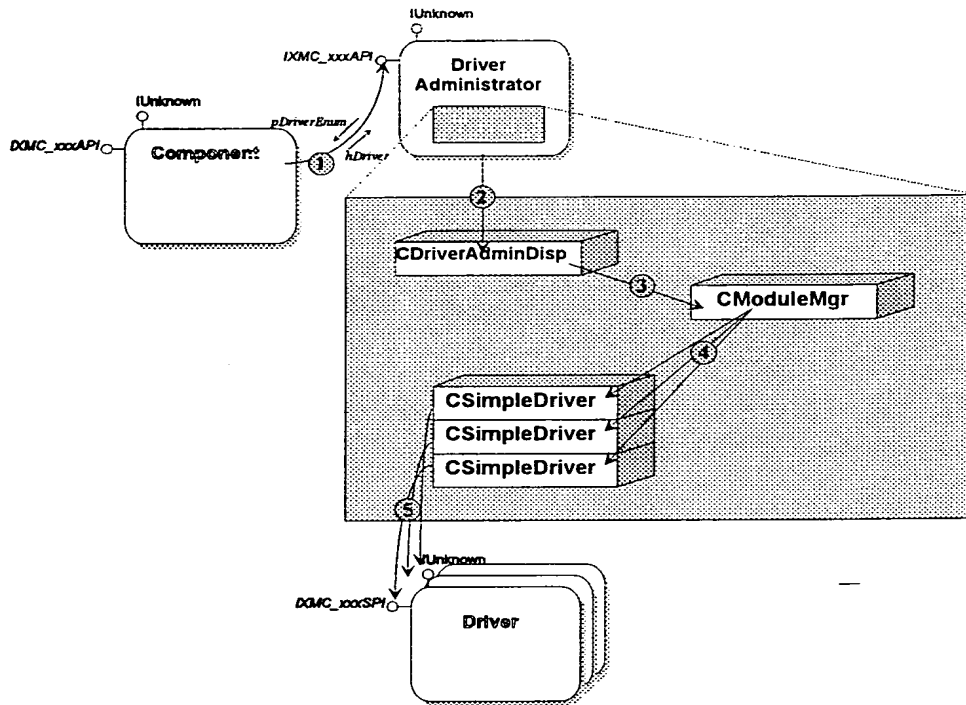 IUnknown
IXMC_xxxAPI
Driver
Administrator
IUnknown
pDriverEnum
hDriver
IXMC_xxxAPI
Component
1
2
CDriverAdminDisp
3
CModuleMgr
4
CSimpleDriver
CSimpleDriver
CSimpleDriver
5
IUnknown
IXMC_xxxSPI
Driver